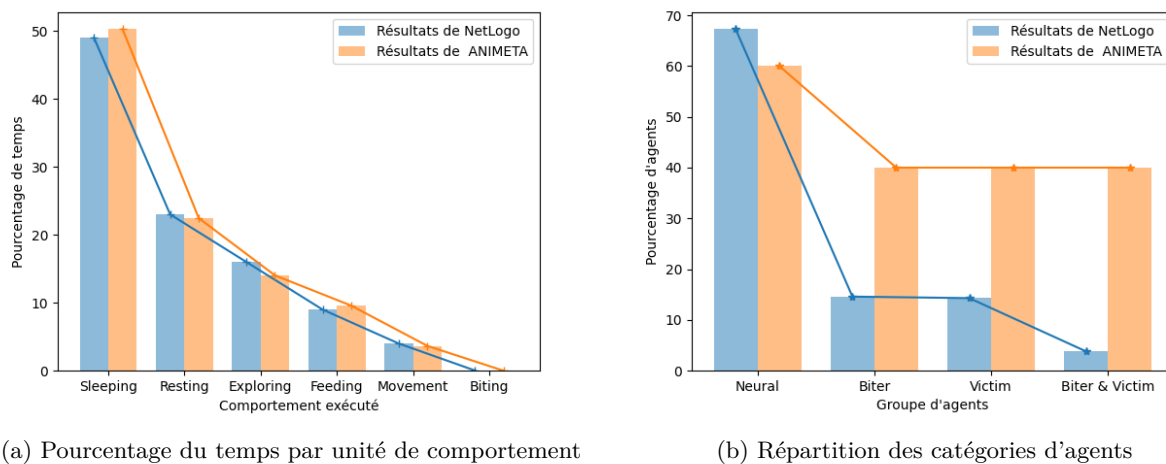 Résultats de NetLogo
Résultats de ANIMETA
Pourcentage de temps
50
40
30
20
10
0
Sleeping Resting Exploring Feeding Movement Biting
Comportement exécuté
(a) Pourcentage du temps par unité de comportement
Résultats de NetLogo
Résultats de ANIMETA
Pourcentage d'agents
70
60
50
40
30
20
10
0
Neural Biter Victim Biter & Victim
Groupe d'agents
(b) Répartition des catégories d'agents